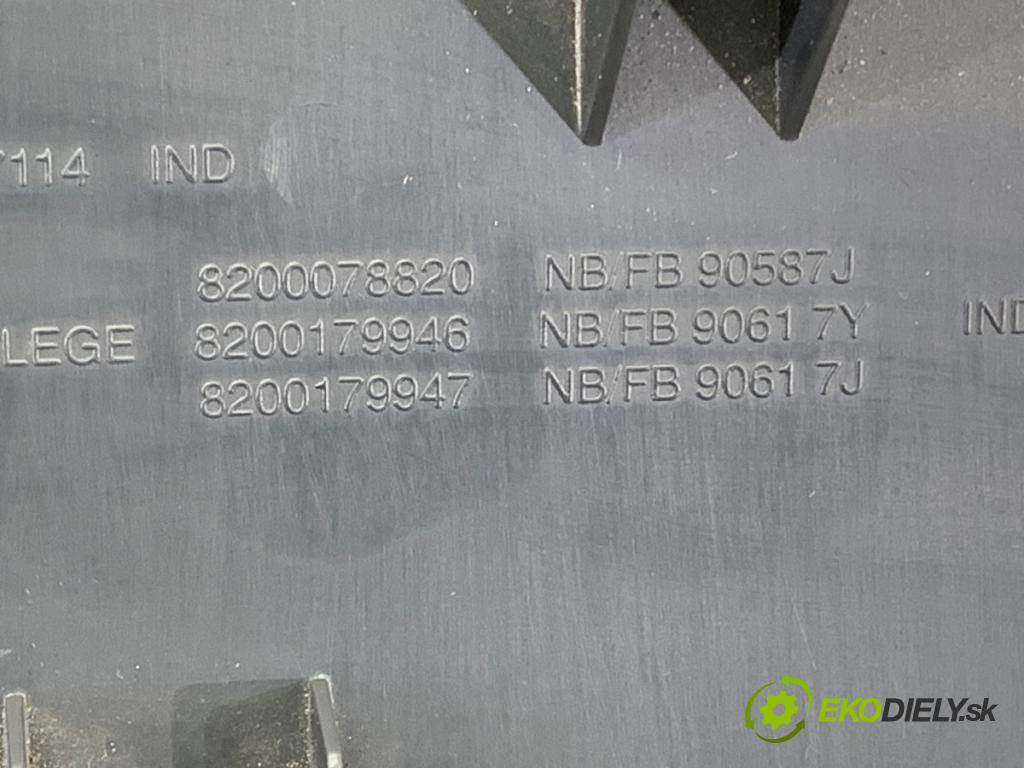 7114 IND
8200078820 NB/FB 90587J
LEGE 8200179946 NB/FB 9061 7Y IND
8200179947 NB/FB 9061 7J
EKODIELY.sk